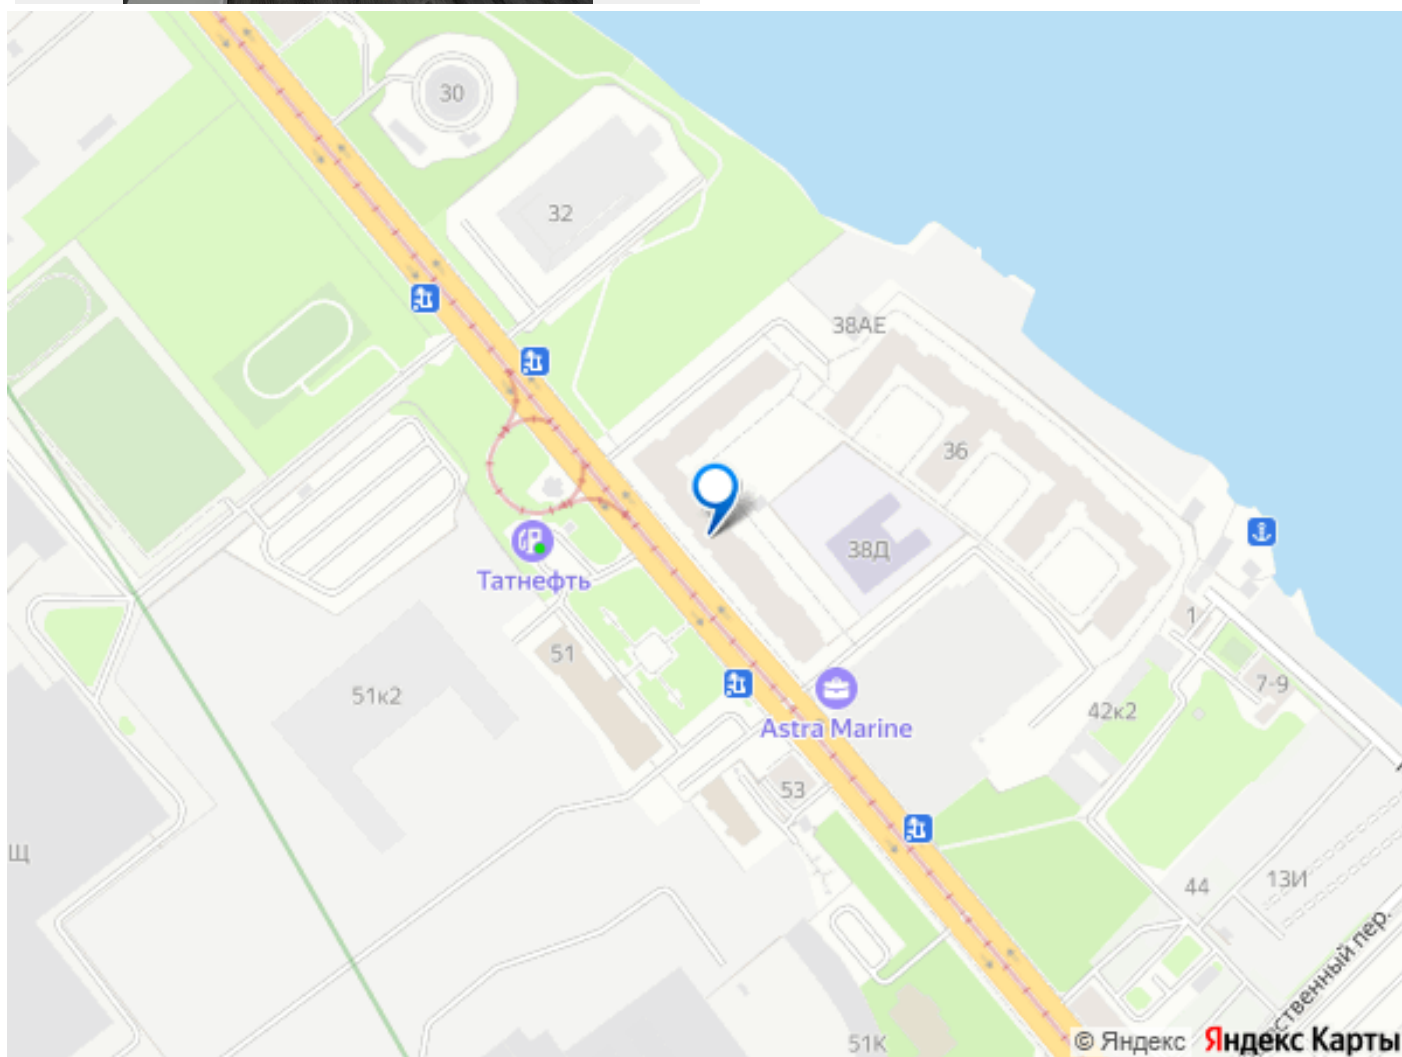 30
32
38АЕ
36
38Д
Татнефть
1
51
7-9
51к2
42к2
Astra Marine
53
Щ
44
13И
ственный пер.
51К
© Яндекс
Яндекс Карты